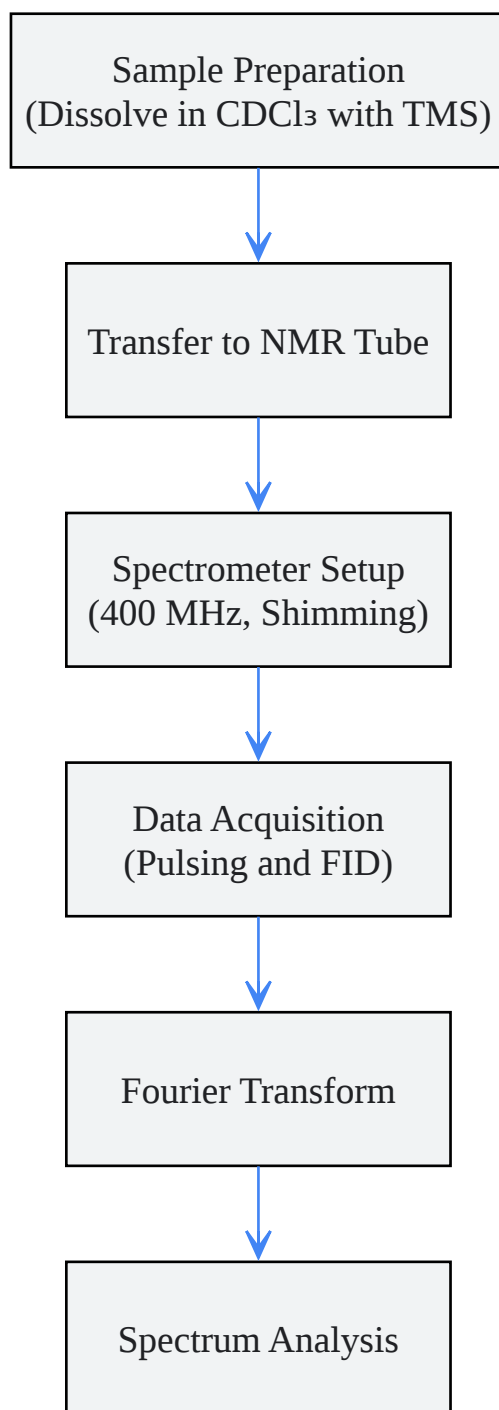 Sample Preparation
(Dissolve in CDCl₃ with TMS)
Transfer to NMR Tube
Spectrometer Setup
(400 MHz, Shimming)
Data Acquisition
(Pulsing and FID)
Fourier Transform
Spectrum Analysis